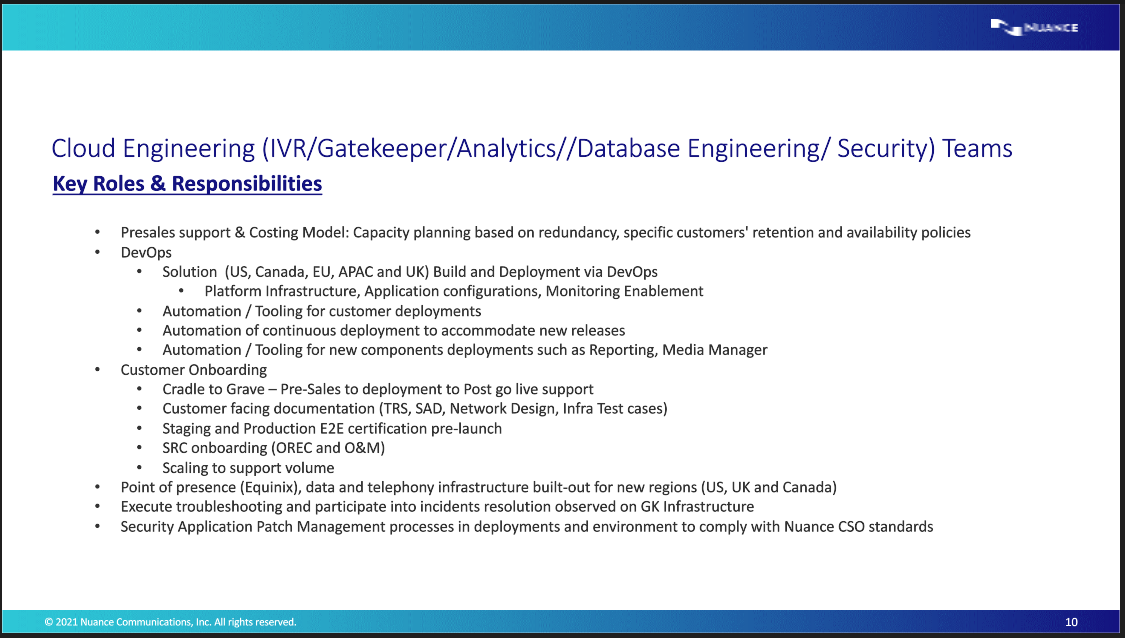 NUANCE
Cloud Engineering (IVR/Gatekeeper/Analytics//Database Engineering/ Security) Teams
Key Roles & Responsibilities
• Presales support & Costing Model: Capacity planning based on redundancy, specific customers' retention and availability policies
• DevOps
• Solution  (US, Canada, EU, APAC and UK) Build and Deployment via DevOps
• Platform Infrastructure, Application configurations, Monitoring Enablement
• Automation / Tooling for customer deployments
• Automation of continuous deployment to accommodate new releases
• Automation / Tooling for new components deployments such as Reporting, Media Manager
• Customer Onboarding
• Cradle to Grave – Pre-Sales to deployment to Post go live support
• Customer facing documentation (TRS, SAD, Network Design, Infra Test cases)
• Staging and Production E2E certification pre-launch
• SRC onboarding (OREC and O&M)
• Scaling to support volume
• Point of presence (Equinix), data and telephony infrastructure built-out for new regions (US, UK and Canada)
• Execute troubleshooting and participate into incidents resolution observed on GK Infrastructure
• Security Application Patch Management processes in deployments and environment to comply with Nuance CSO standards
© 2021 Nuance Communications, Inc. All rights reserved.
10